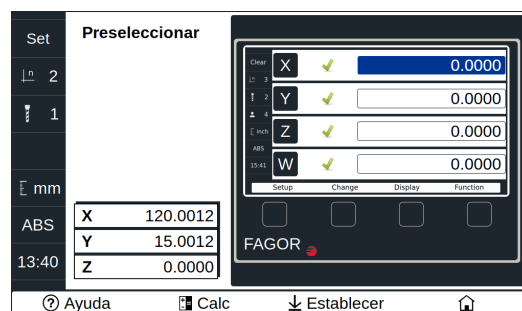 Set
2
1
mm
ABS
13:40
Preseleccionar
X 120.0012
Y 15.0012
Z 0.0000
Clear
3
2
4
inch
ABS
15:41
X 0.0000
Y 0.0000
Z 0.0000
W 0.0000
Setup Change Display Function
FAGOR
Ayuda Calc Establecer